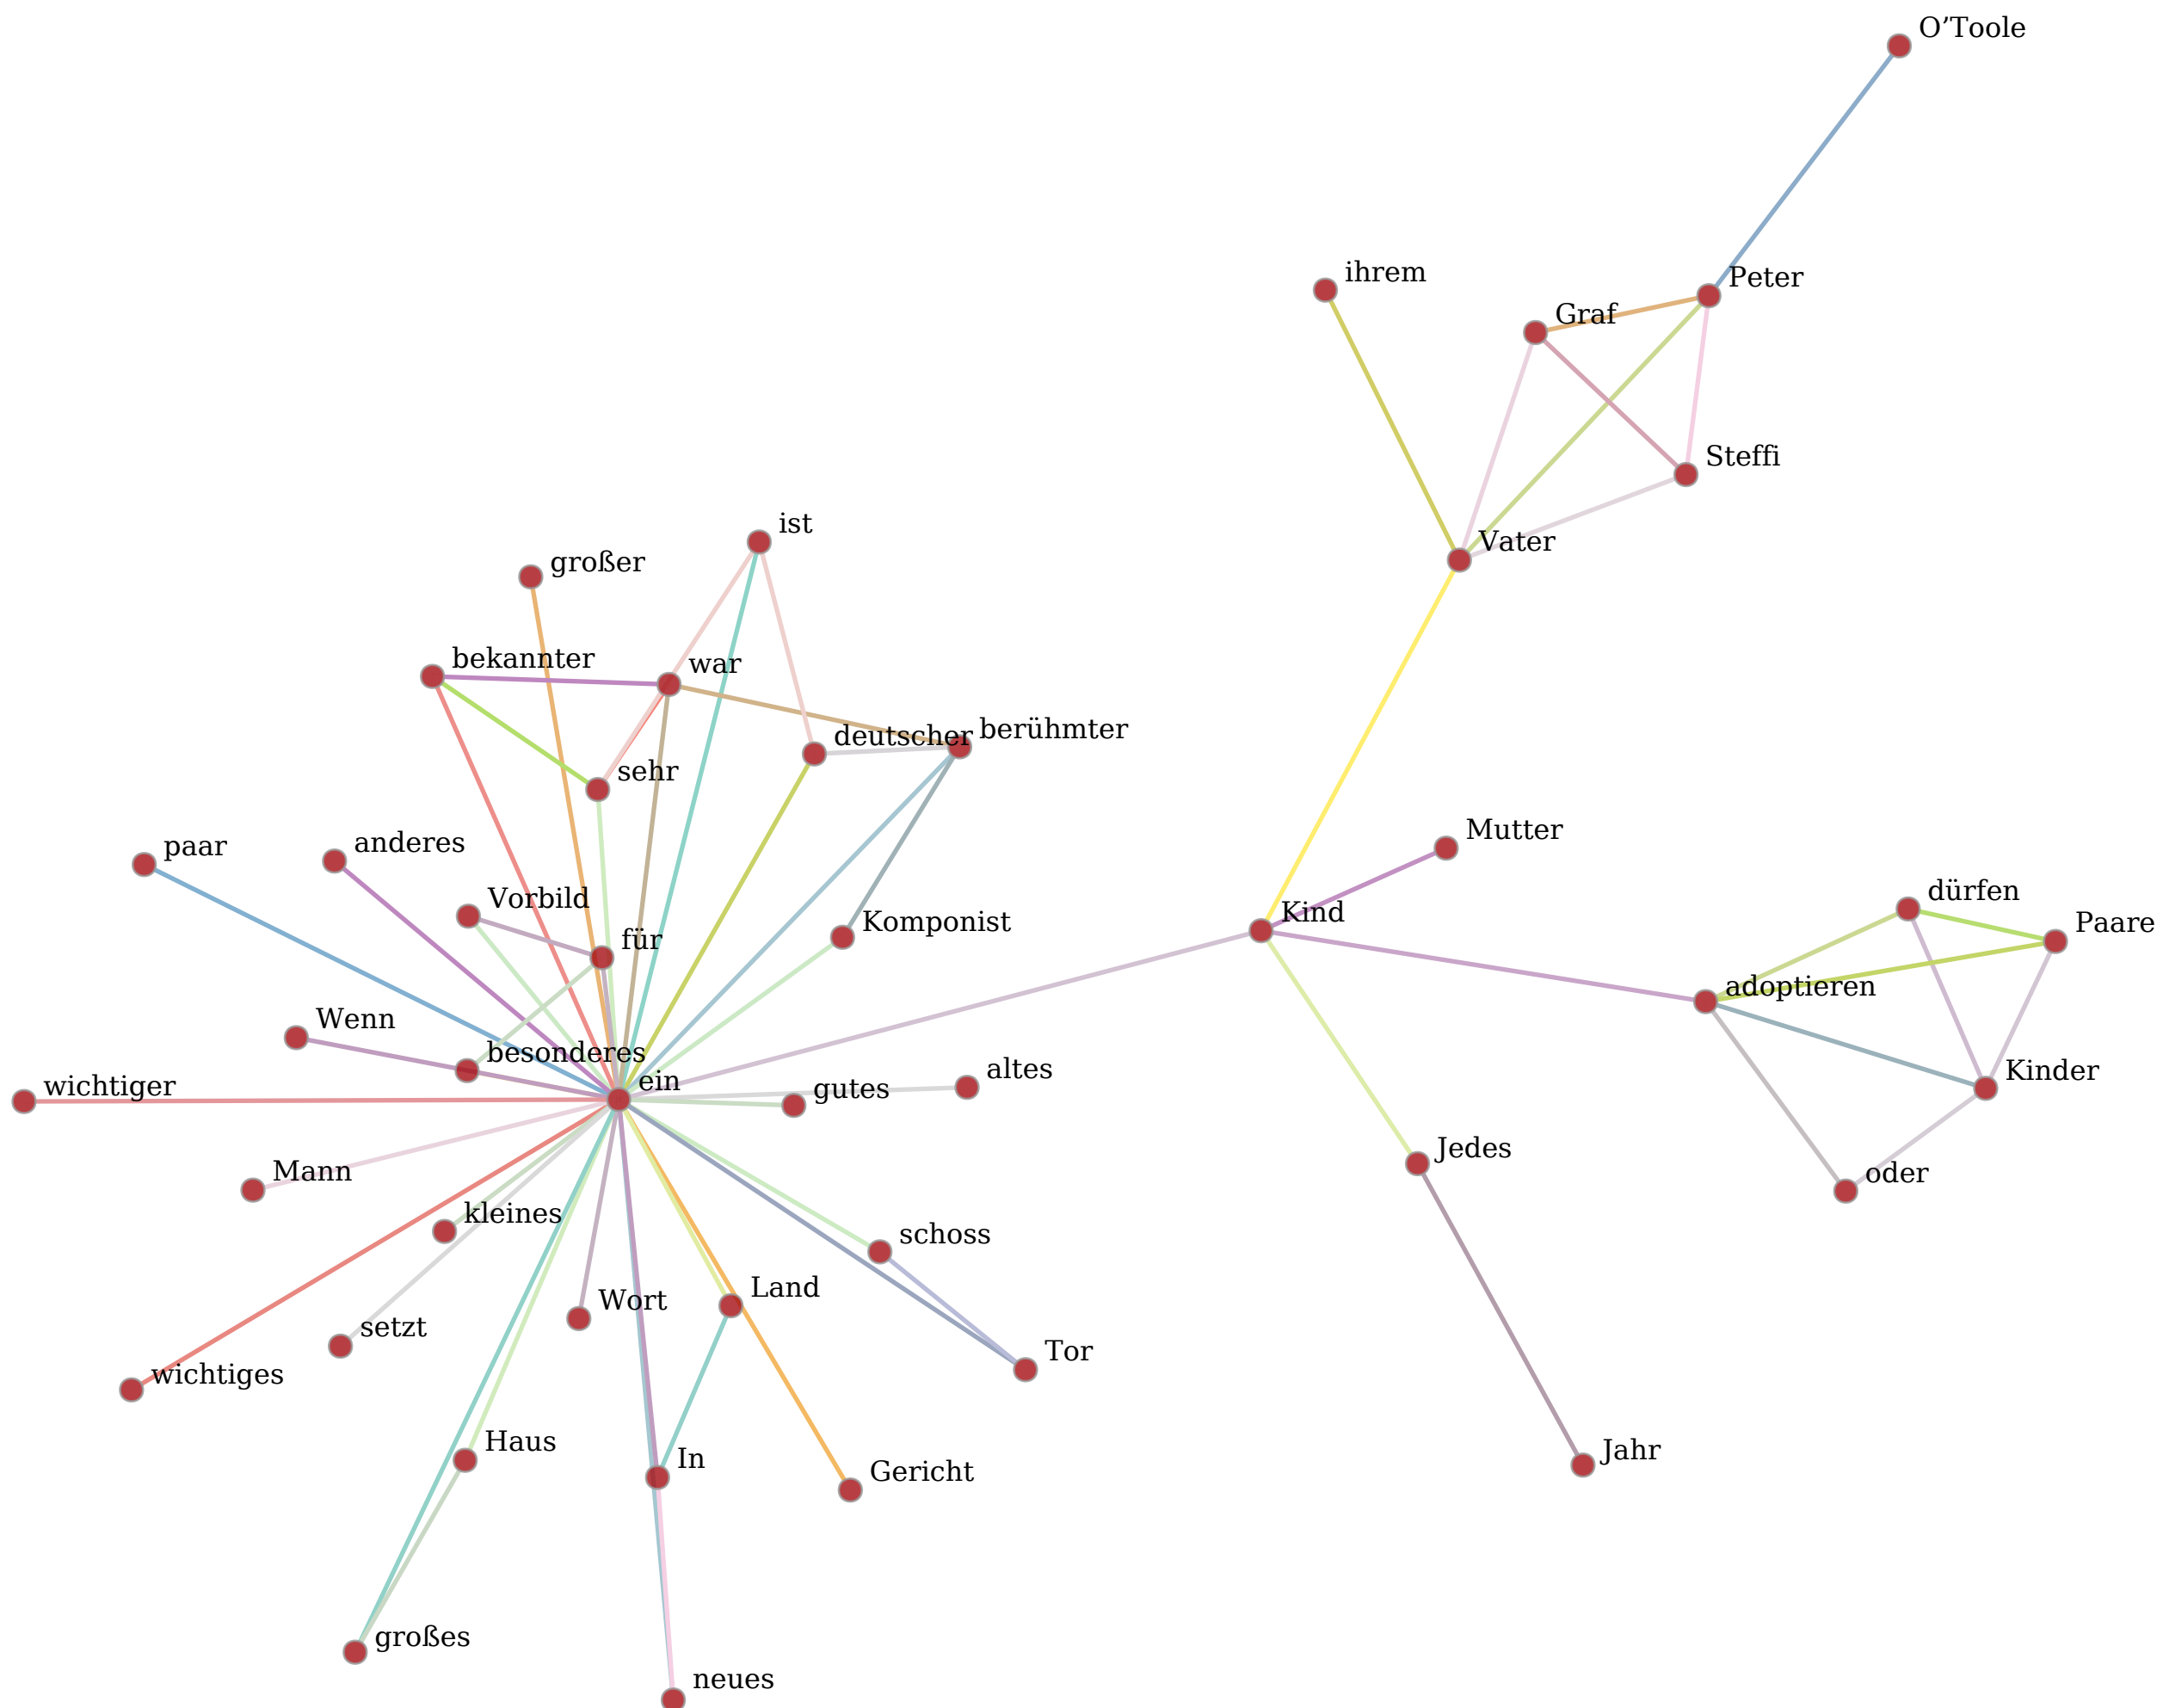 O’Toole
ihrem
Peter
Graf
Steffi
ist
Vater
großer
bekannter
war
deutscher
berühmter
sehr
Mutter
anderes
paar
dürfen
Vorbild
Kind
Komponist
Paare
für
adoptieren
Wenn
besonderes
altes
Kinder
ein
wichtiger
gutes
Jedes
Mann
oder
kleines
schoss
Land
Wort
setzt
Tor
wichtiges
Haus
Jahr
In
Gericht
großes
neues